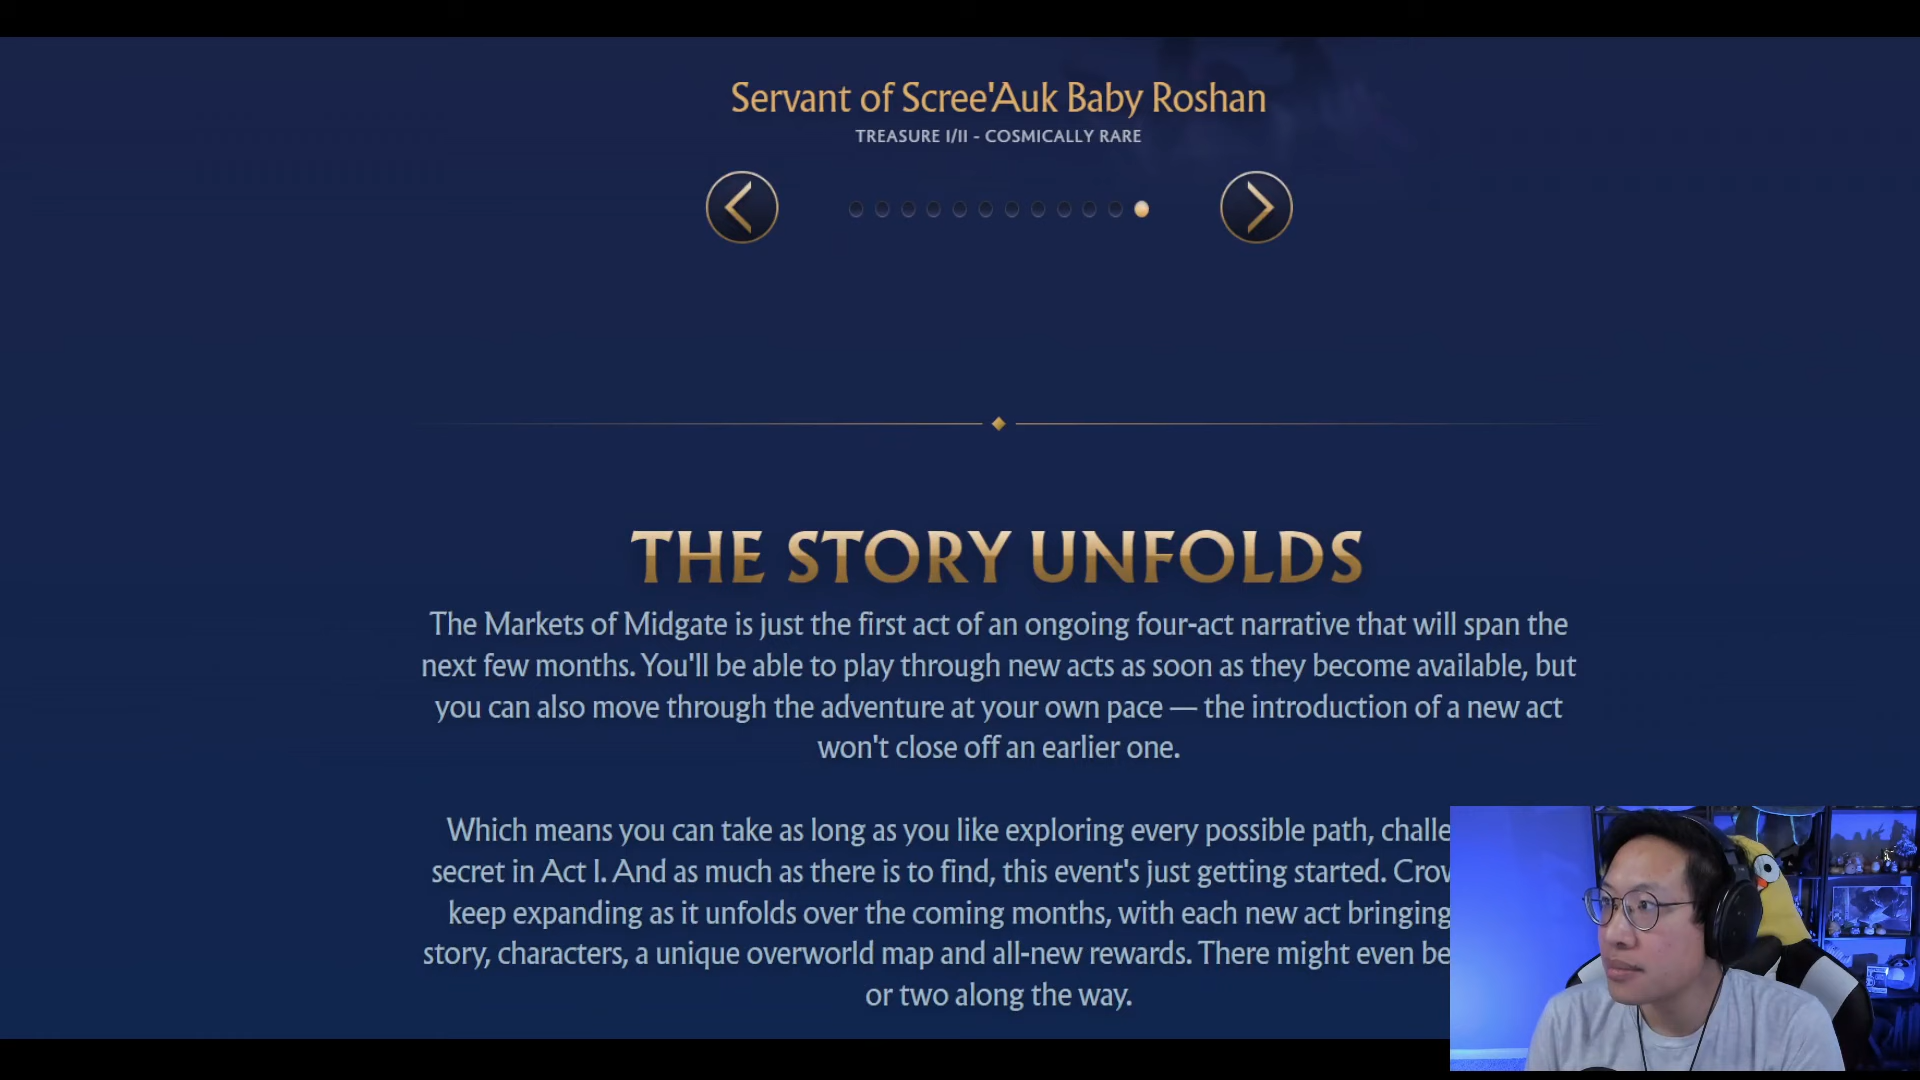 Servant of Scree'Auk Baby Roshan
TREASURE I/II - COSMICALLY RARE
THE STORY UNFOLDS
The Markets of Midgate is just the first act of an ongoing four-act narrative that will span the
next few months. You'll be able to play through new acts as soon as they become available, but
you can also move through the adventure at your own pace — the introduction of a new act
won't close off an earlier one.
Which means you can take as long as you like exploring every possible path,
secret in Act I. And as much as there is to find, this event's just getting started.
keep expanding as it unfolds over the coming months, with each new act bringing
story, characters, a unique overworld map and all-new rewards. There might even be
or two along the way.